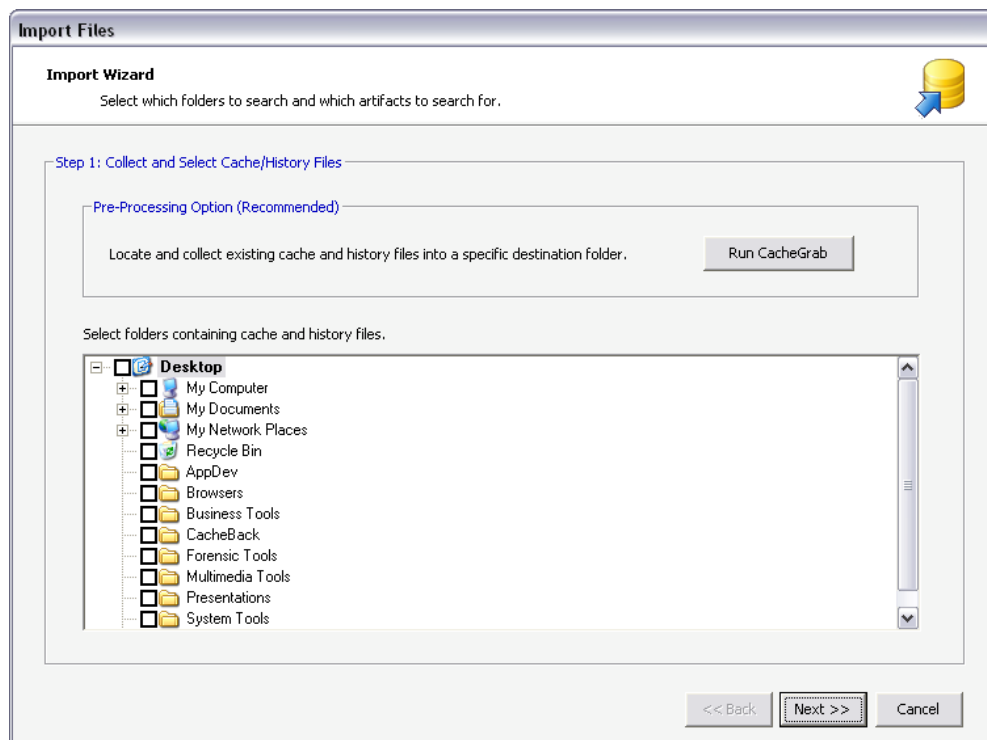 Import Files
Import Wizard
Select which folders to search and which artifacts to search for.
Step 1: Collect and Select Cache/History Files
Pre-Processing Option (Recommended)
Locate and collect existing cache and history files into a specific destination folder.
Run CacheGrab
Select folders containing cache and history files.
Desktop
My Computer
My Documents
My Network Places
Recycle Bin
AppDev
Browsers
Business Tools
CacheBack
Forensic Tools
Multimedia Tools
Presentations
System Tools
<< Back
Next >>
Cancel